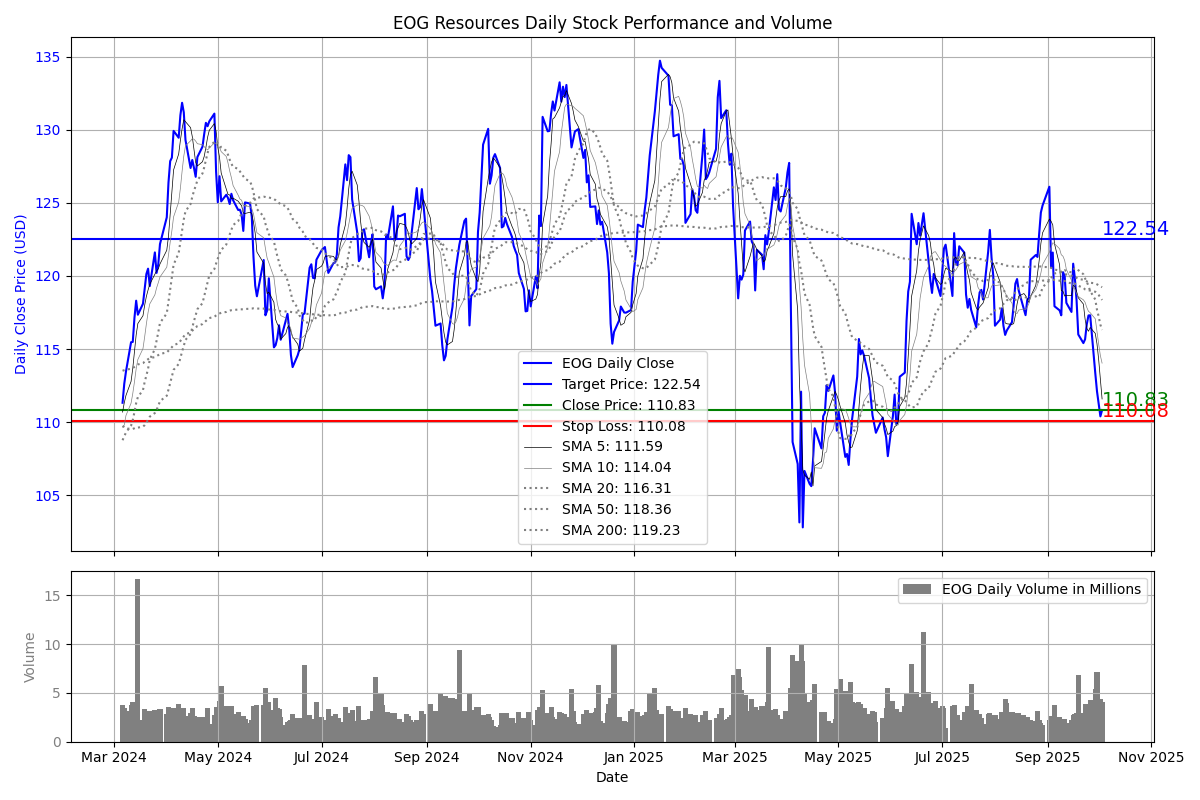 EOG Resources Daily Stock Performance and Volume
135
130
125
120
115
110
105
Daily Close Price (USD)
122.54
110.83
110.08
EOG Daily Close
Target Price: 122.54
Close Price: 110.83
Stop Loss: 110.08
SMA 5: 111.59
SMA 10: 114.04
SMA 20: 116.31
SMA 50: 118.36
SMA 200: 119.23
EOG Daily Volume in Millions
15
10
5
0
Volume
Mar 2024 May 2024 Jul 2024 Sep 2024 Nov 2024 Jan 2025 Mar 2025 May 2025 Jul 2025 Sep 2025 Nov 2025
Date